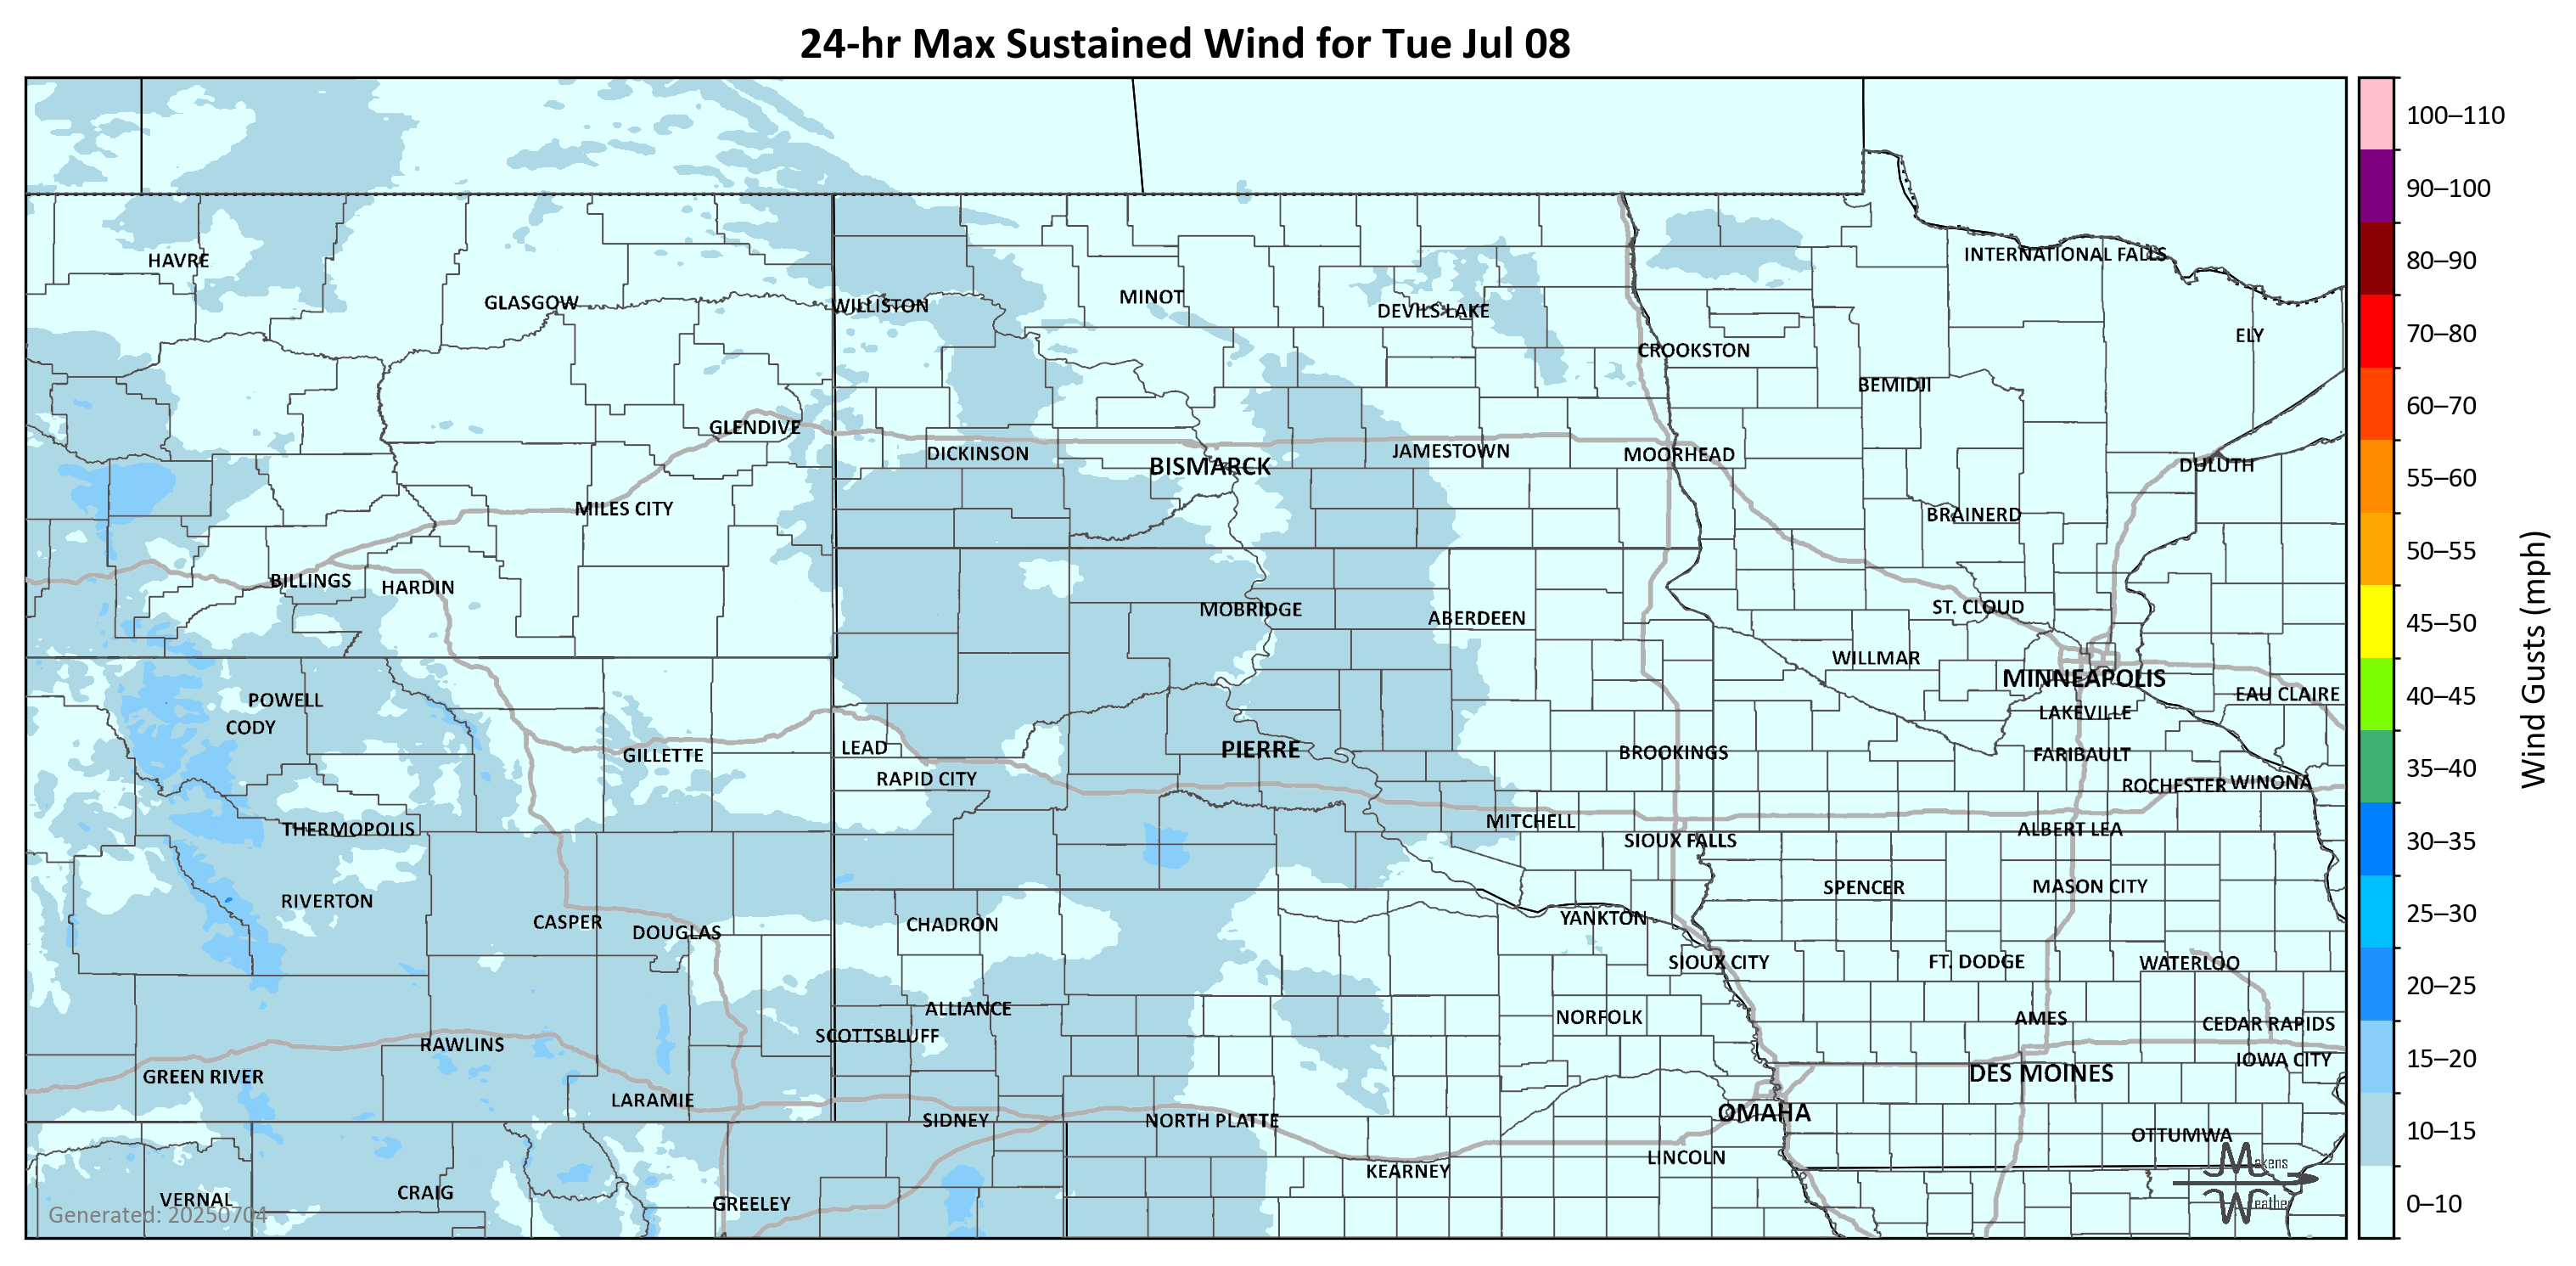 24-hr Max Sustained Wind for Tue Jul 08
100–110
90–100
80–90
70–80
60–70
55–60
50–55
45–50
40–45
35–40
30–35
25–30
20–25
15–20
10–15
0–10
Wind Gusts (mph)
HAVRE
GLASGOW
WILLISTON
MINOT
DEVILS LAKE
INTERNATIONAL FALLS
ELY
CROOKSTON
BEMIDJI
GLENDIVE
DICKINSON
BISMARCK
JAMESTOWN
MOORHEAD
DULUTH
MILES CITY
BRAINERD
BILLINGS
HARDIN
MOBRIDGE
ABERDEEN
ST. CLOUD
WILLMAR
MINNEAPOLIS
EAU CLAIRE
POWELL
CODY
LAKEVILLE
GILLETTE
LEAD
PIERRE
BROOKINGS
FARIBAULT
RAPID CITY
ROCHESTER
WINONA
THERMOPOLIS
MITCHELL
SIOUX FALLS
ALBERT LEA
RIVERTON
SPENCER
MASON CITY
CASPER
DOUGLAS
CHADRON
YANKTON
SIOUX CITY
FT. DODGE
WATERLOO
ALLIANCE
NORFOLK
AMES
CEDAR RAPIDS
SCOTTSBLUFF
RAWLINS
IOWA CITY
GREEN RIVER
DES MOINES
LARAMIE
SIDNEY
NORTH PLATTE
OMAHA
OTTUMWA
LINCOLN
KEARNEY
VERNAL
CRAIG
GREELEY
Generated: 20250704
Makens
Weather